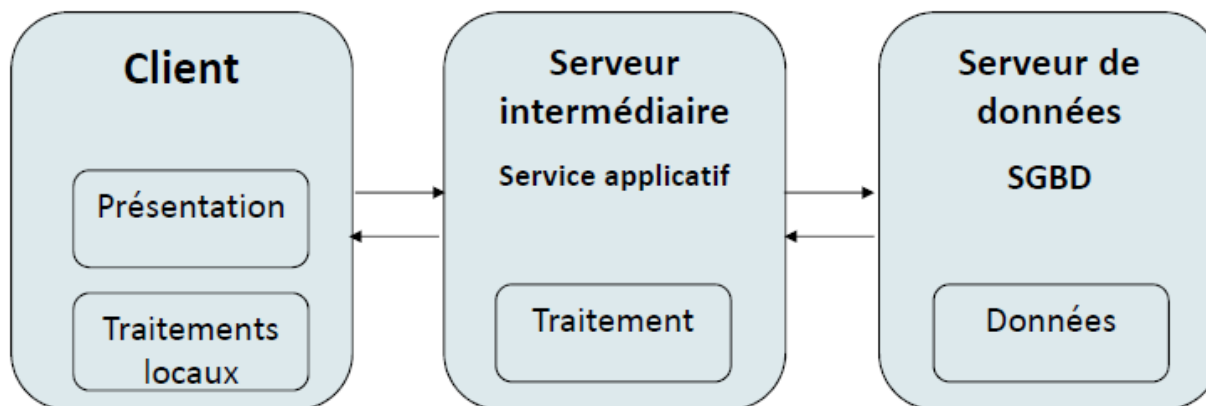 Client
Présentation
Traitements
locaux
Serveur
intermédiaire
Service applicatif
Traitement
Serveur de
données
SGBD
Données